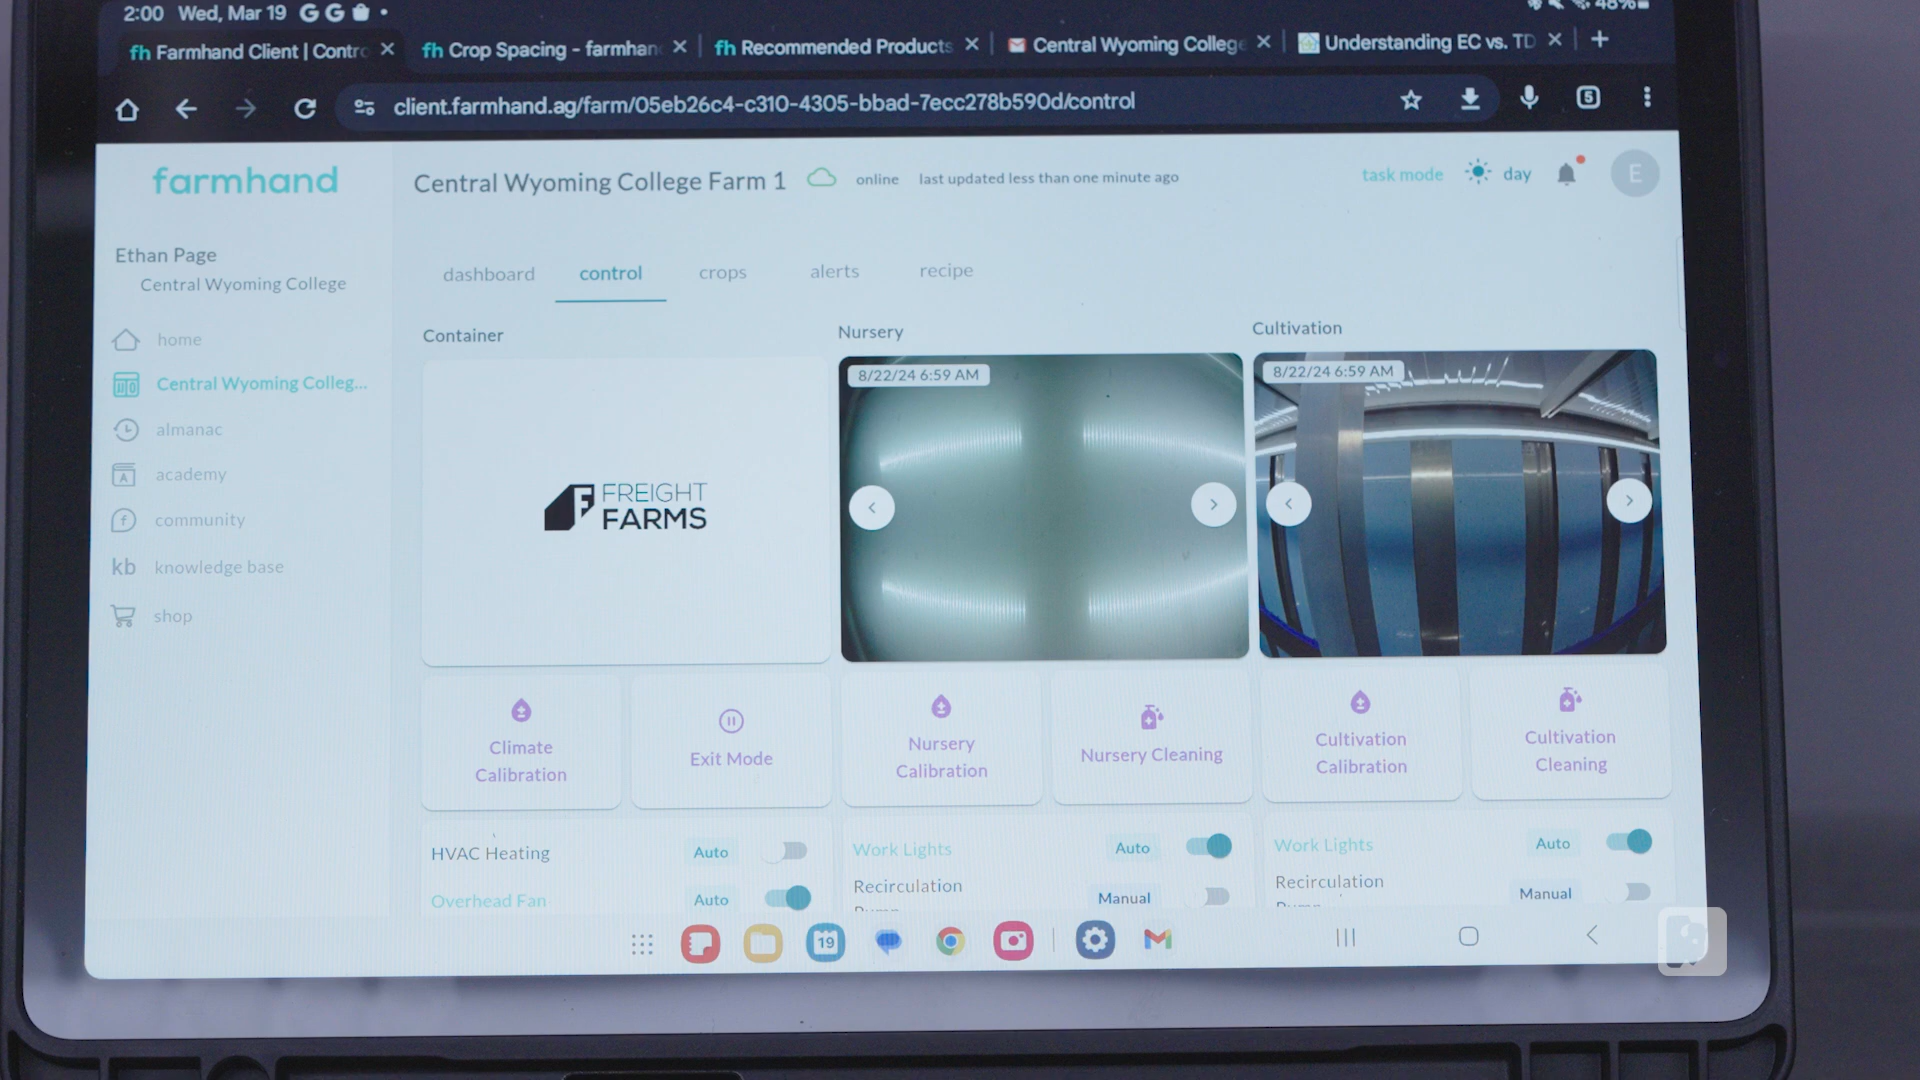 2:00 Wed, Mar 19 G G
48%
fh Farmhand Client | Contro
fh Crop Spacing - farmhan
fh Recommended Products
Central Wyoming College
Understanding EC vs. TD
client.farmhand.ag/farm/05eb26c4-c310-4305-bbad-7ecc278b590d/control
5
farmhand
Central Wyoming College Farm 1
online
last updated less than one minute ago
task mode
day
E
Ethan Page
Central Wyoming College
home
Central Wyoming Colleg...
almanac
academy
community
kb knowledge base
shop
dashboard
control
crops
alerts
recipe
Container
Nursery
Cultivation
FREIGHT
FARMS
8/22/24 6:59 AM
8/22/24 6:59 AM
Climate
Calibration
Exit Mode
Nursery
Calibration
Nursery Cleaning
Cultivation
Calibration
Cultivation
Cleaning
HVAC Heating
Auto
Overhead Fan
Auto
Work Lights
Auto
Recirculation
Manual
Work Lights
Auto
Recirculation
Manual
19